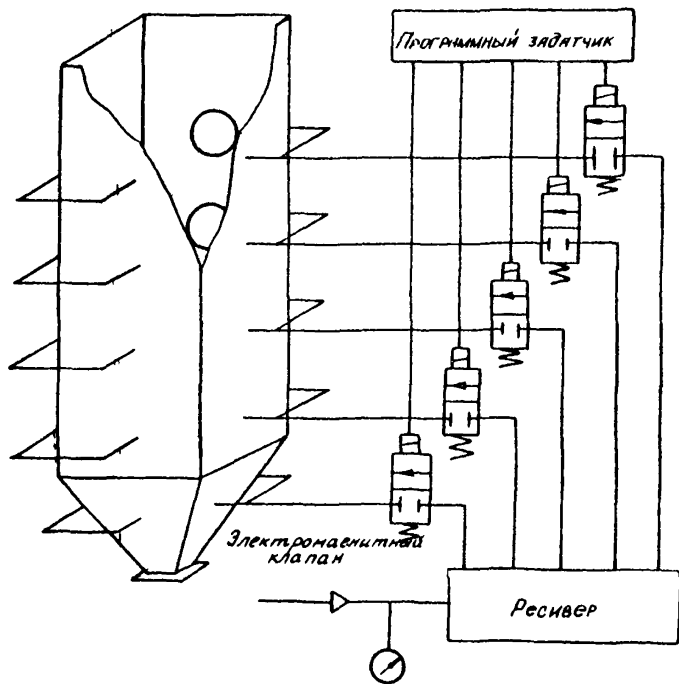 Программный задатчик
Электромагнитный
клапан
Ресивер